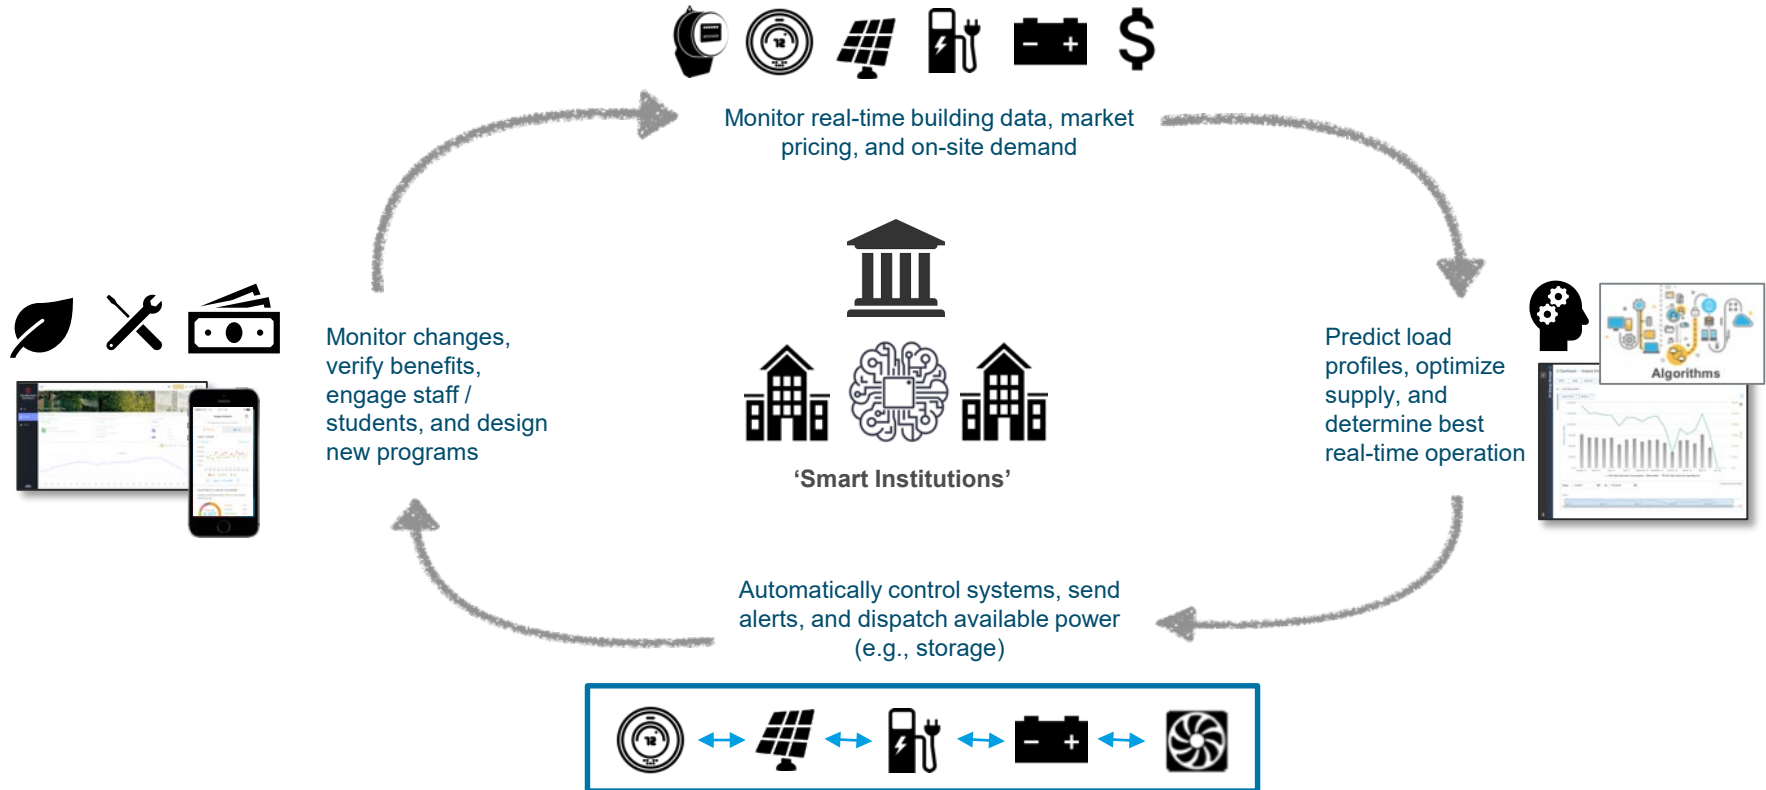 Monitor real-time building data, market
pricing, and on-site demand
Predict load
profiles, optimize
supply, and
determine best
real-time operation
Algorithms
Monitor changes,
verify benefits,
engage staff /
students, and design
new programs
‘Smart Institutions’
Automatically control systems, send
alerts, and dispatch available power
(e.g., storage)